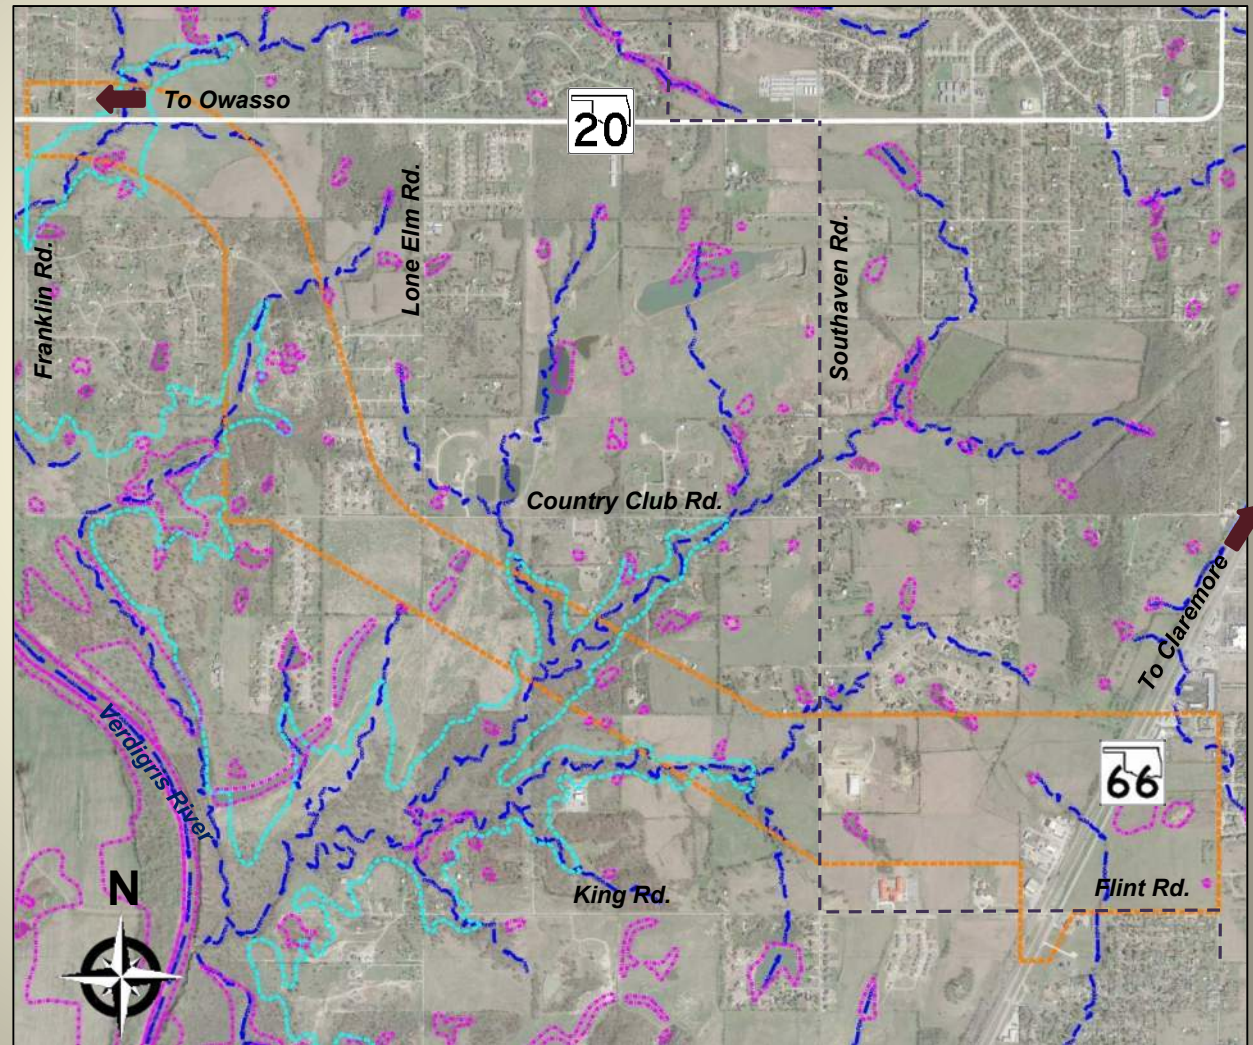 To Owasso
20
Lone Elm Rd.
Franklin Rd.
Southaven Rd.
Country Club Rd.
To Claremore
Verdigris River
66
N
King Rd.
Flint Rd.